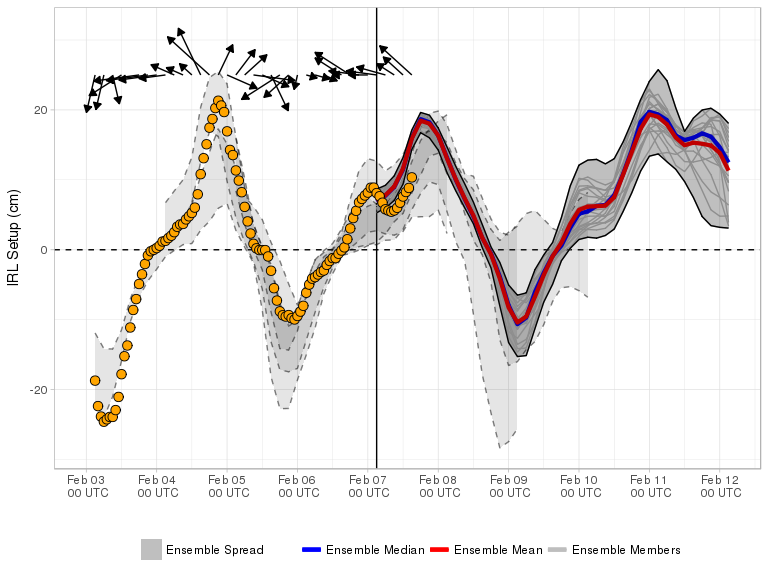 IRL Setup (cm)
20
0
-20
Feb 03 Feb 04 Feb 05 Feb 06 Feb 07 Feb 08 Feb 09 Feb 10 Feb 11 Feb 12
00 UTC 00 UTC 00 UTC 00 UTC 00 UTC 00 UTC 00 UTC 00 UTC 00 UTC 00 UTC
Ensemble Spread Ensemble Median Ensemble Mean Ensemble Members